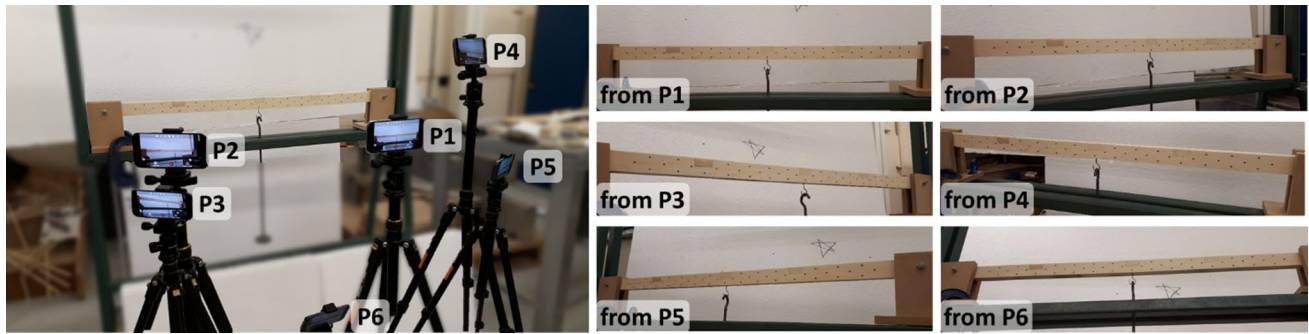 P4
P1
P2
P5
P3
P6
from P1
from P2
from P3
from P4
from P5
from P6